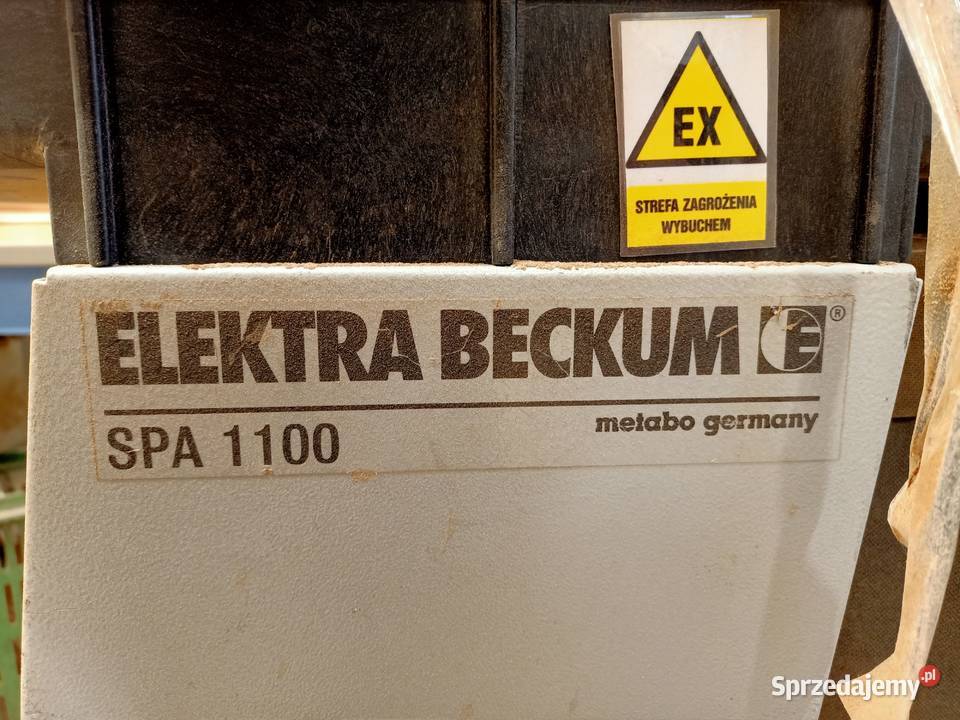 EX
STREFA ZAGROŻENIA
WYBUCHEM
ELEKTRA BECKUM E®
metabo germany
SPA 1100
Sprzedajemy.pl